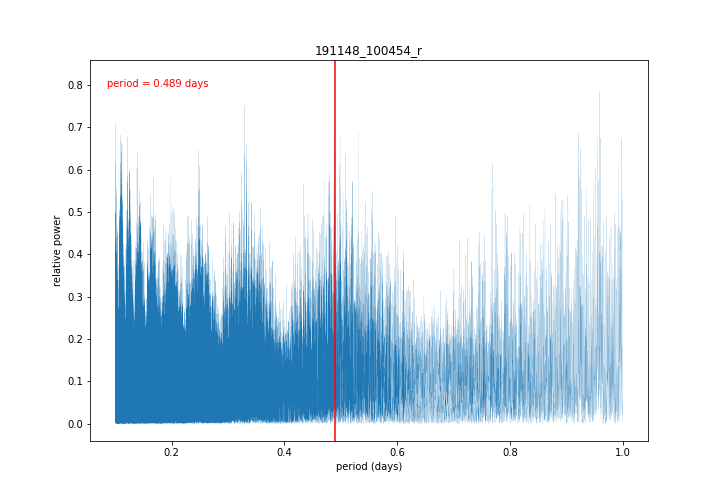 191148_100454_r
period = 0.489 days
relative power
0.8
0.7
0.6
0.5
0.4
0.3
0.2
0.1
0.0
0.2 0.4 0.6 0.8 1.0
period (days)